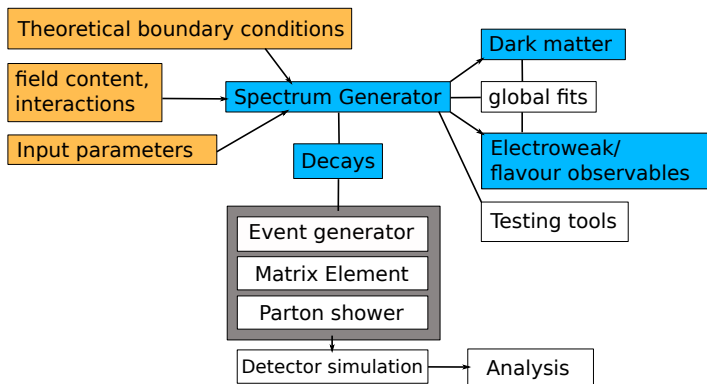 Theoretical boundary conditions
field content,
interactions
Input parameters
Spectrum Generator
Dark matter
global fits
Electroweak/
flavour observables
Testing tools
Decays
Event generator
Matrix Element
Parton shower
Detector simulation
Analysis